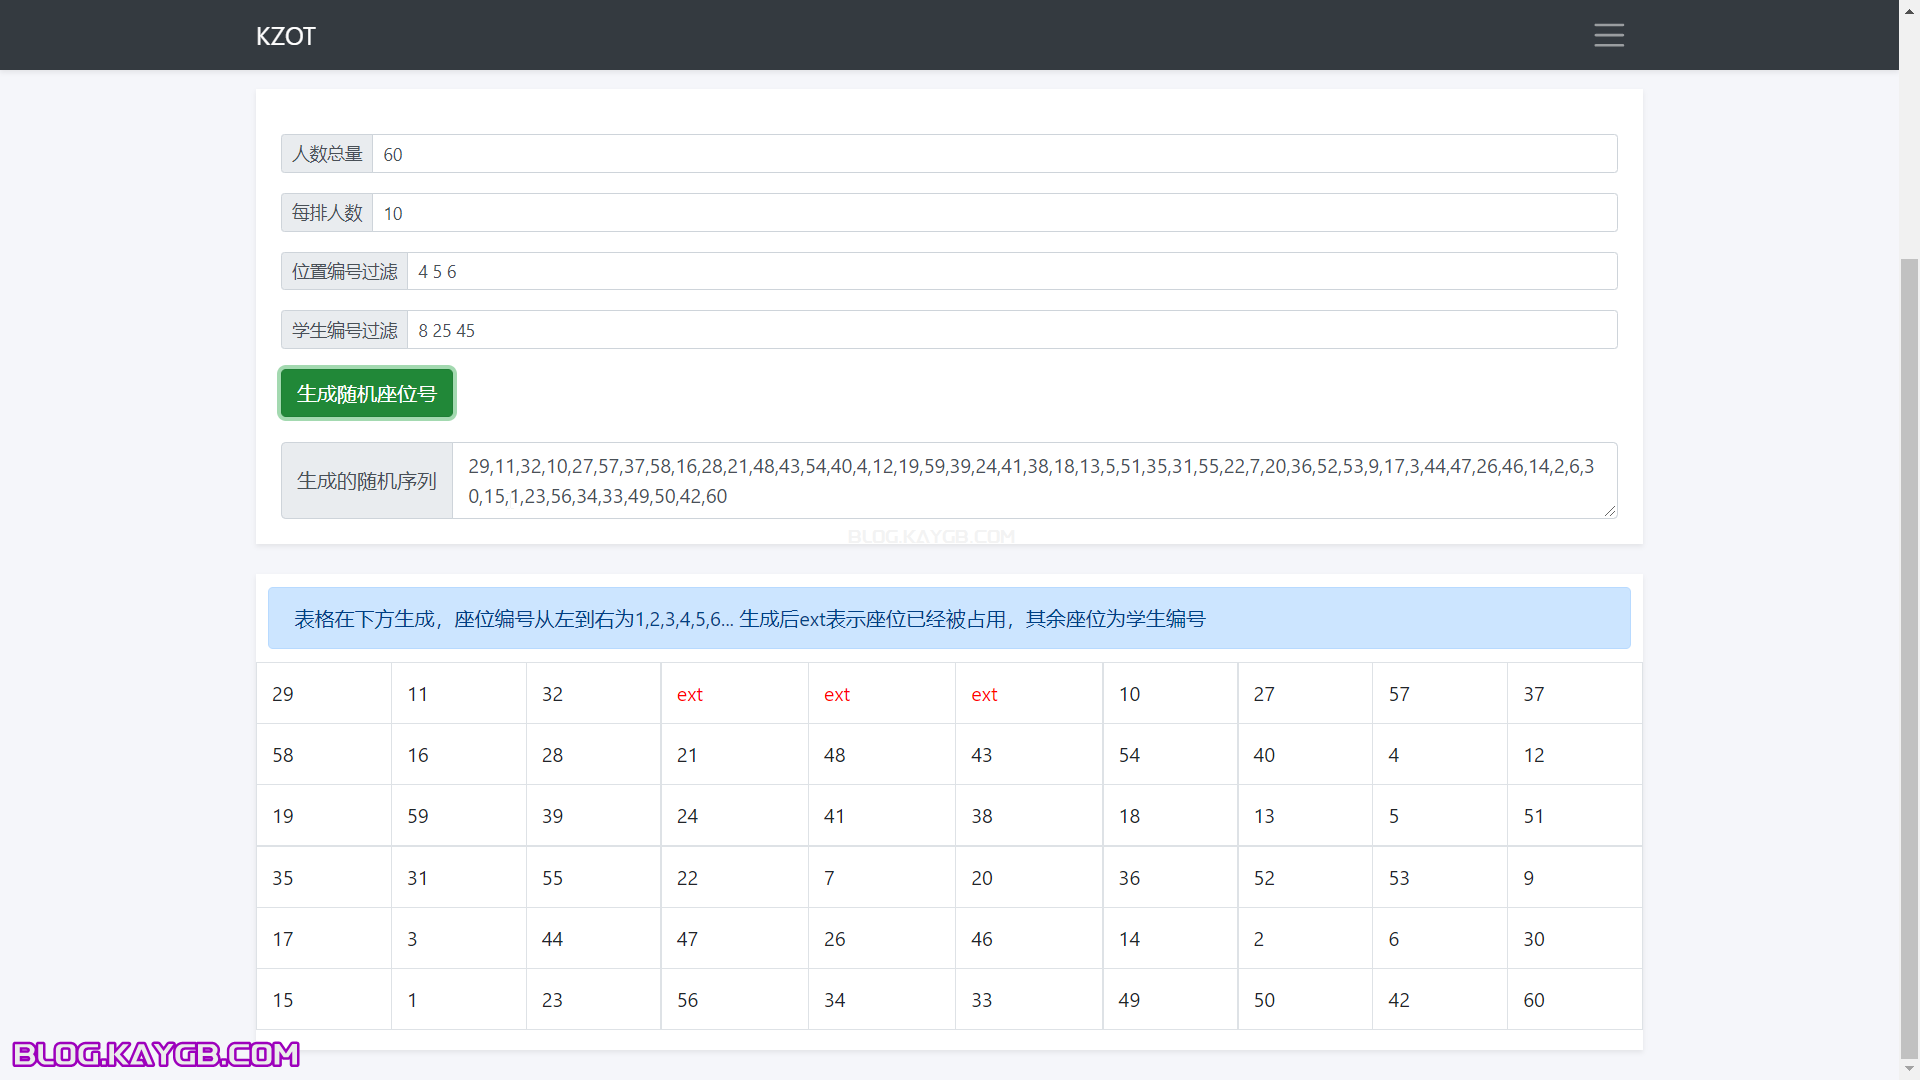 KZOT
人数总量 60
每排人数 10
位置编号过滤 4 5 6
学生编号过滤 8 25 45
生成随机座位号
生成的随机序列 29,11,32,10,27,57,37,58,16,28,21,48,43,54,40,4,12,19,59,39,24,41,38,18,13,5,51,35,31,55,22,7,20,36,52,53,9,17,3,44,47,26,46,14,2,6,3
0,15,1,23,56,34,33,49,50,42,60
BLOG.KAYGB.COM
表格在下方生成，座位编号从左到右为1,2,3,4,5,6... 生成后ext表示座位已经被占用，其余座位为学生编号
29 11 32 ext ext ext 10 27 57 37
58 16 28 21 48 43 54 40 4 12
19 59 39 24 41 38 18 13 5 51
35 31 55 22 7 20 36 52 53 9
17 3 44 47 26 46 14 2 6 30
15 1 23 56 34 33 49 50 42 60
BLOG.KAYGB.COM